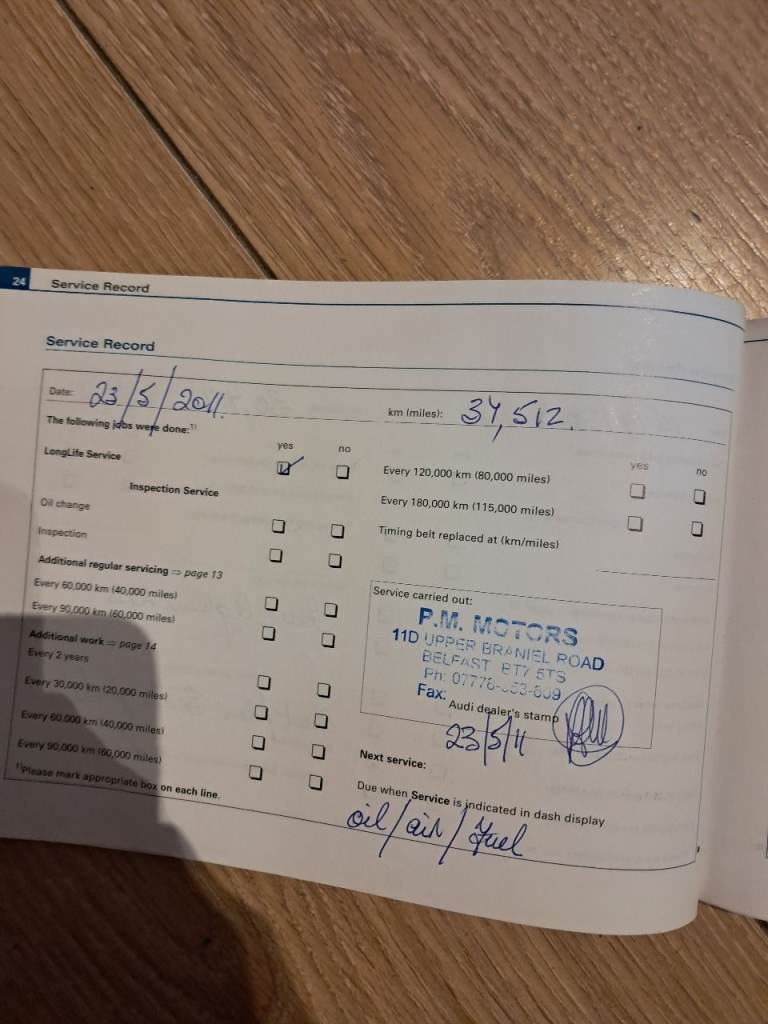 24 Service Record
Service Record
Date: 23/5/2011.
km (miles): 34,512.
The following jobs were done:1)
yes no
LongLife Service
Inspection Service
Oil change
Inspection
Additional regular servicing ⇒ page 13
Every 60,000 km (40,000 miles)
Every 90,000 km (60,000 miles)
Additional work ⇒ page 14
Every 2 years
Every 30,000 km (20,000 miles)
Every 60,000 km (40,000 miles)
Every 90,000 km (60,000 miles)
1)Please mark appropriate box on each line.
yes no
Every 120,000 km (80,000 miles)
Every 180,000 km (115,000 miles)
Timing belt replaced at (km/miles)
Service carried out:
P.M. MOTORS
11D UPPER BRANIEL ROAD
BELFAST BT7 5TS
Ph:
Fax:
Audi dealer's stamp
23/5/11
Next service:
Due when Service is indicated in dash display
oil/air/Fuel